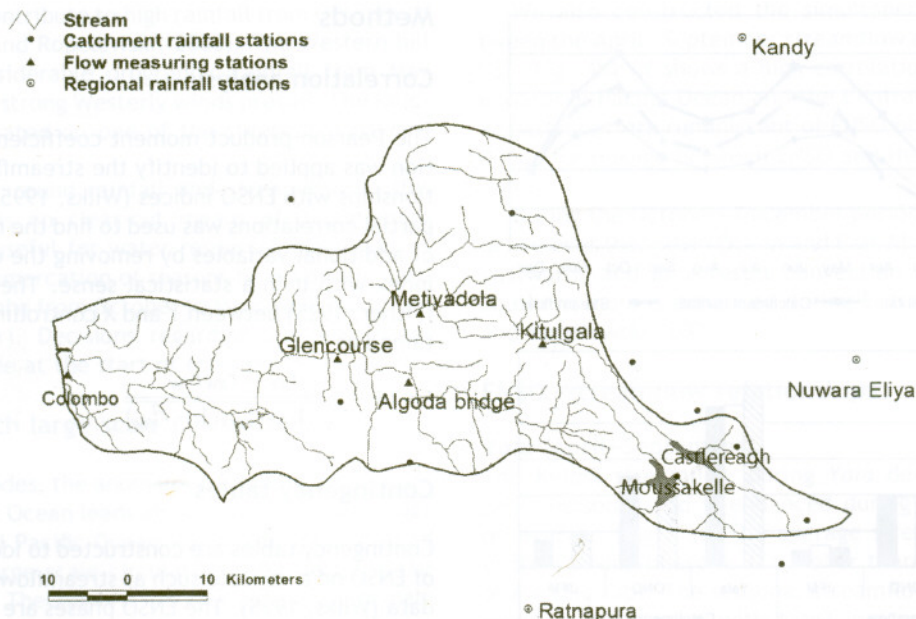 Stream
Catchment rainfall stations
Flow measuring stations
Regional rainfall stations
Kandy
Metiyadola
Kitulgala
Glencourse
Nuwara Eliya
Colombo
Algoda bridge
Castlereagh
Moussakelle
10 10 Kilometers
Ratnapura